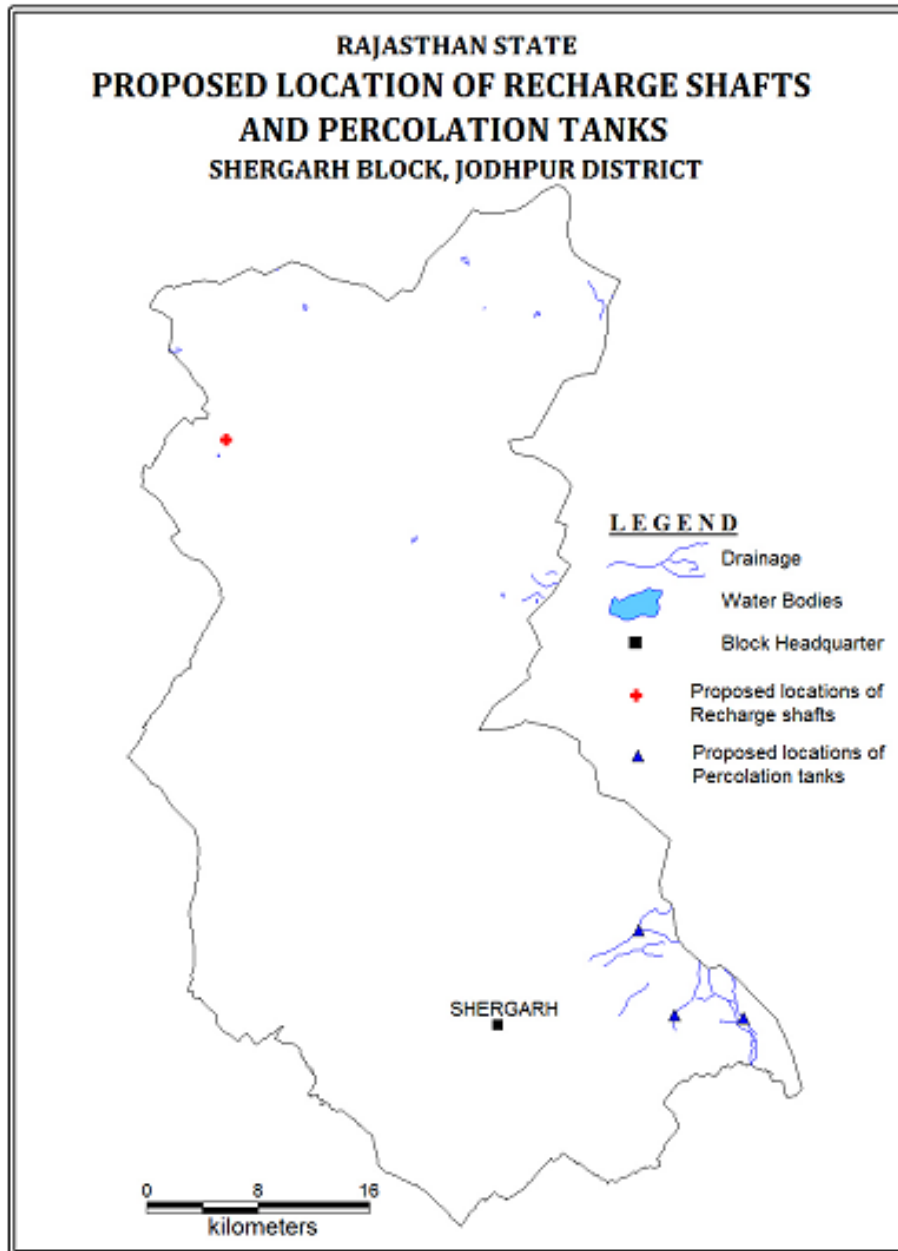 RAJASTHAN STATE
PROPOSED LOCATION OF RECHARGE SHAFTS
AND PERCOLATION TANKS
SHERGARH BLOCK, JODHPUR DISTRICT
LEGEND
Drainage
Water Bodies
Block Headquarter
Proposed locations of
Recharge shafts
Proposed locations of
Percolation tanks
SHERGARH
0 8 16
kilometers